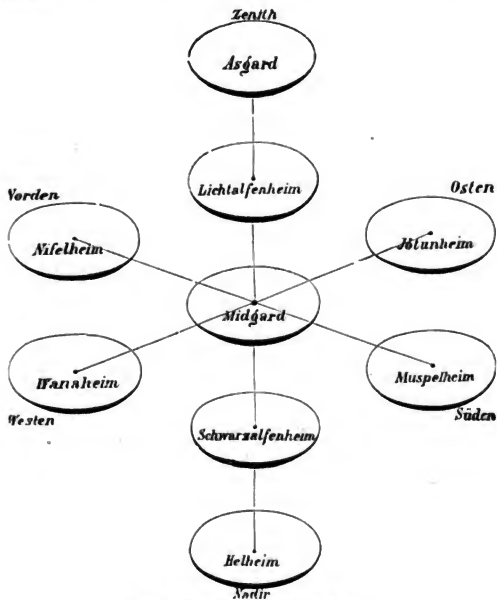 Zenith
Asgard
Lichtalfenheim
Norden
Osten
Nifelheim
Jötunheim
Midgard
Wanaheim
Muspelheim
Westen
Süden
Schwarzalfenheim
Helheim
Nadir